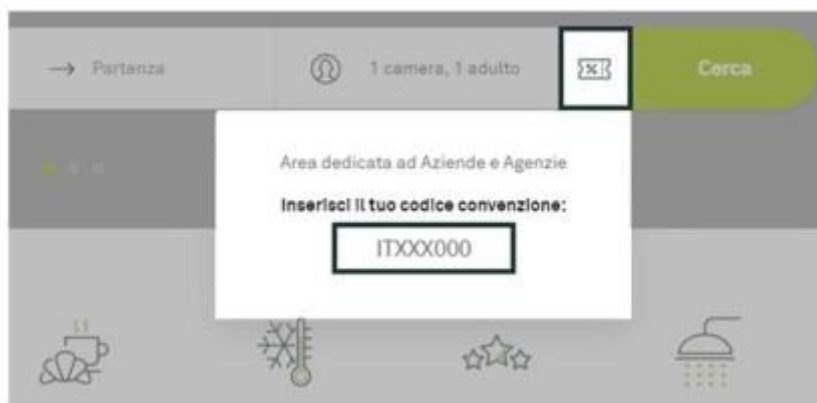 → Partenza
1 camera, 1 adulto
Cerca
Area dedicata ad Aziende e Agenzie
Inserisci il tuo codice convenzione:
ITXXX000